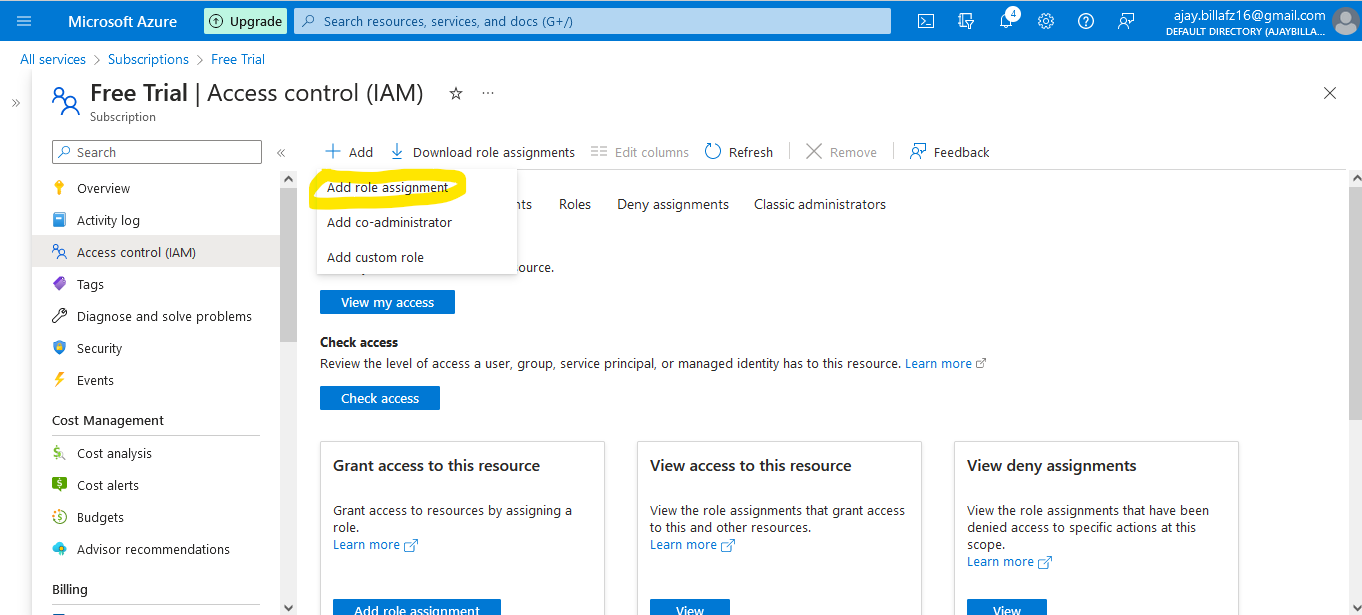 Microsoft Azure
Upgrade
Search resources, services, and docs (G+/)
4
ajay.billafz16@gmail.com
DEFAULT DIRECTORY (AJAYBILLA...
All services > Subscriptions > Free Trial
Free Trial | Access control (IAM)
Subscription
Search
Add
Download role assignments
Edit columns
Refresh
Remove
Feedback
Add role assignment
Add co-administrator
Add custom role
Roles
Deny assignments
Classic administrators
Overview
Activity log
Access control (IAM)
Tags
Diagnose and solve problems
Security
Events
Cost Management
Cost analysis
Cost alerts
Budgets
Advisor recommendations
Billing
View my access
Check access
Review the level of access a user, group, service principal, or managed identity has to this resource. Learn more
Check access
Grant access to this resource
Grant access to resources by assigning a
role.
Learn more
Add role assignment
View access to this resource
View the role assignments that grant access
to this and other resources.
Learn more
View
View deny assignments
View the role assignments that have been
denied access to specific actions at this
scope.
Learn more
View